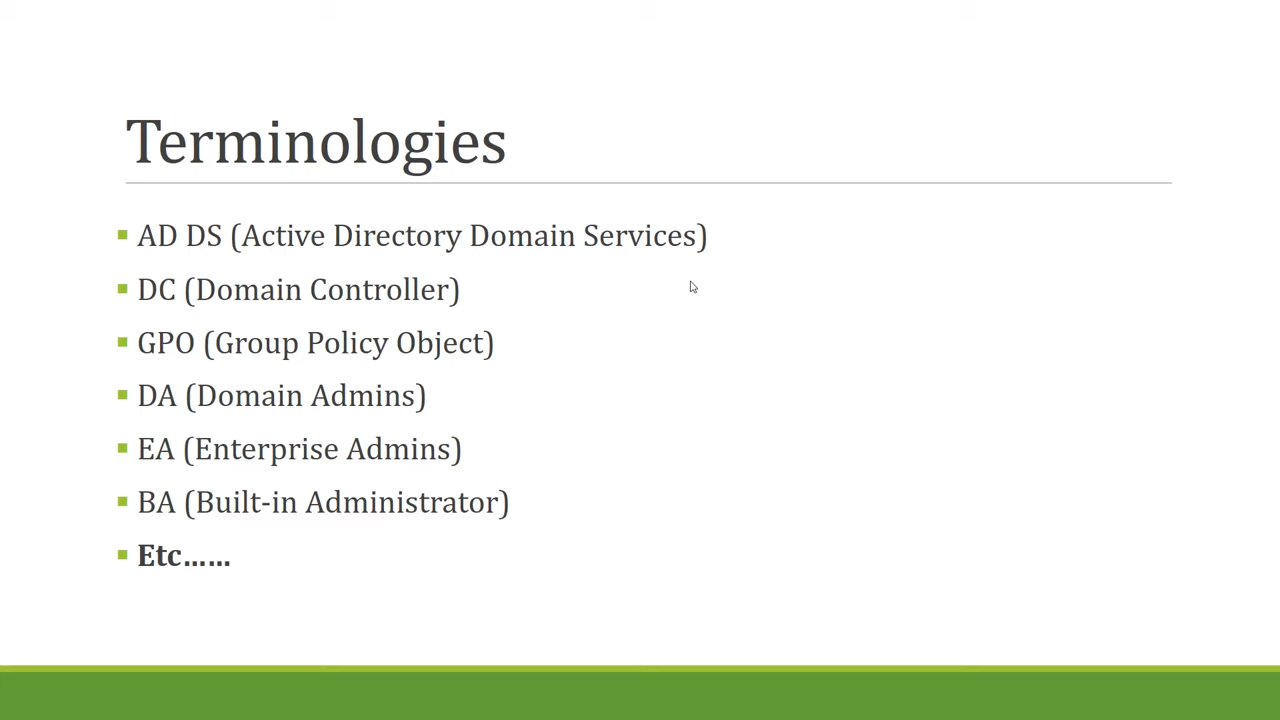 Terminologies
AD DS (Active Directory Domain Services)
DC (Domain Controller)
GPO (Group Policy Object)
DA (Domain Admins)
EA (Enterprise Admins)
BA (Built-in Administrator)
Etc......